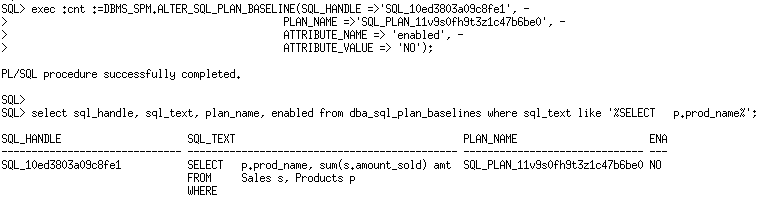 SQL> exec :cnt :=DBMS_SPM.ALTER_SQL_PLAN_BASELINE(SQL_HANDLE =>'SQL_10ed3803a09c8fe1', -
> PLAN_NAME =>'SQL_PLAN_11v9s0fh9t3z1c47b6be0', -
> ATTRIBUTE_NAME => 'enabled', -
> ATTRIBUTE_VALUE => 'NO');
PL/SQL procedure successfully completed.
SQL>
SQL> select sql_handle, sql_text, plan_name, enabled from dba_sql_plan_baselines where sql_text like '%SELECT   p.prod_name%';
SQL_HANDLE SQL_TEXT PLAN_NAME ENA
------------------------------ --------------------------------------------- ------------------------------ ---
SQL_10ed3803a09c8fe1 SELECT   p.prod_name, sum(s.amount_sold) amt SQL_PLAN_11v9s0fh9t3z1c47b6be0 NO
FROM     Sales s, Products p
WHERE